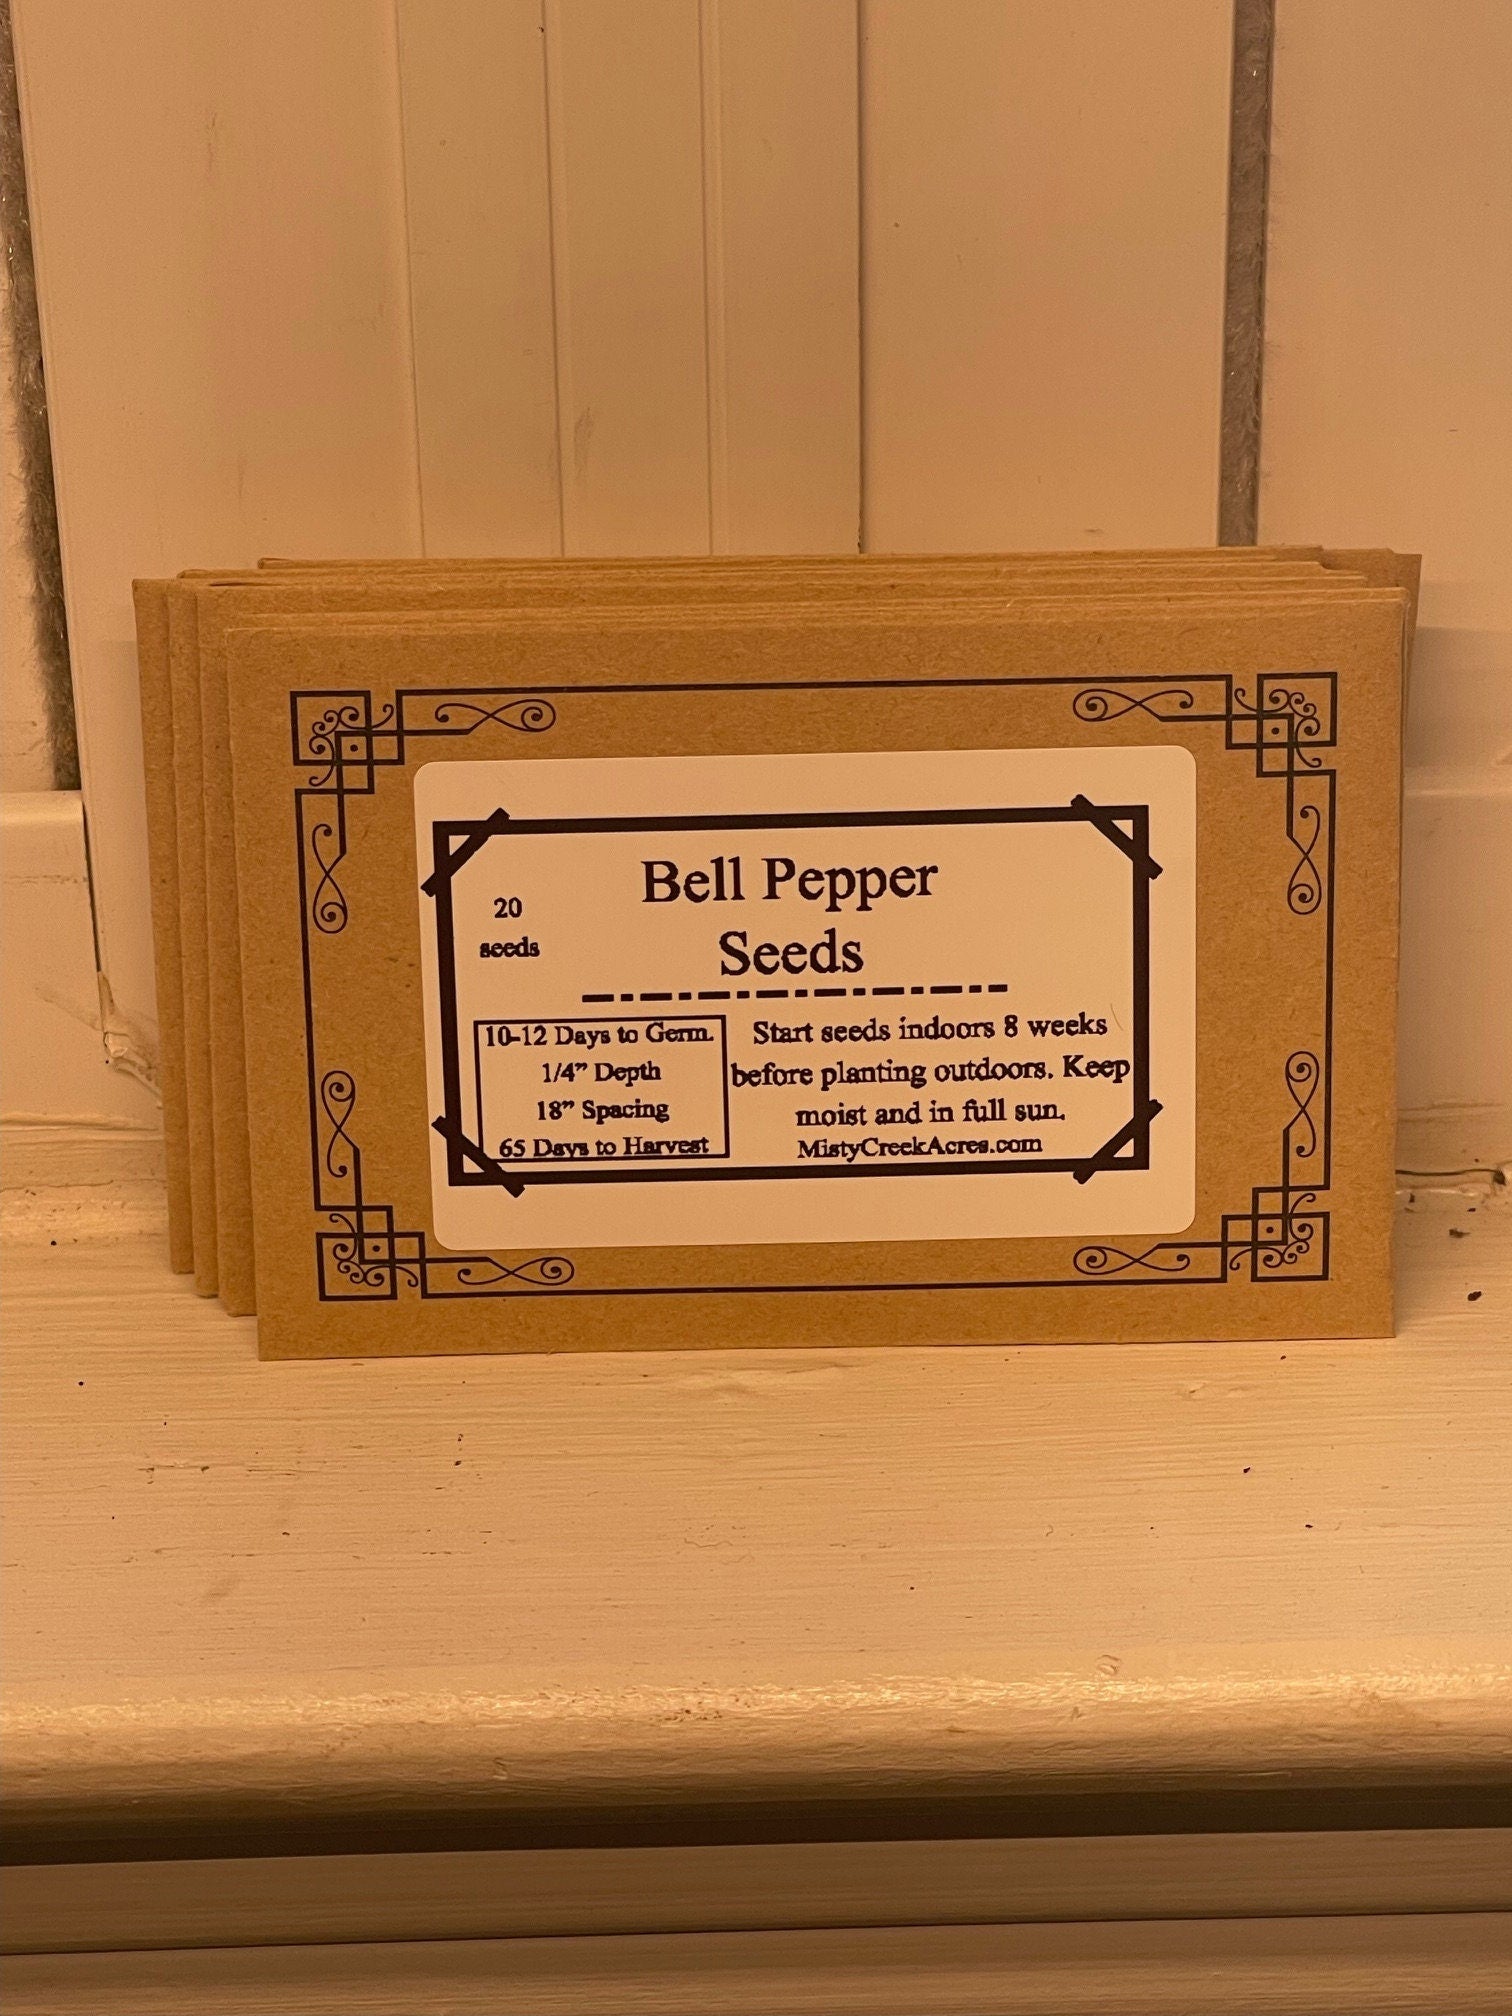 Bell Pepper
Seeds
20
seeds
10-12 Days to Germ.
1/4” Depth
18” Spacing
65 Days to Harvest
Start seeds indoors 8 weeks
before planting outdoors. Keep
moist and in full sun.
MistyCreekAcres.com